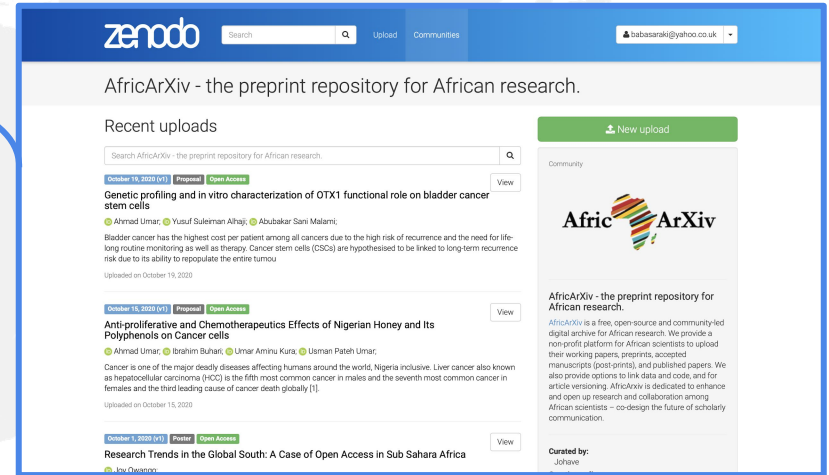 zenodo
Search
Upload
Communities
babasaraki@yahoo.co.uk
AfricArXiv - the preprint repository for African research.
Recent uploads
New upload
Search AfricArXiv - the preprint repository for African research.
October 19, 2020 (v1) Proposal Open Access
View
Genetic profiling and in vitro characterization of OTX1 functional role on bladder cancer
stem cells
Ahmad Umar; Yusuf Suleiman Alhaji; Abubakar Sani Malami;
Bladder cancer has the highest cost per patient among all cancers due to the high risk of recurrence and the need for life-
long routine monitoring as well as therapy. Cancer stem cells (CSCs) are hypothesised to be linked to long-term recurrence
risk due to its ability to repopulate the entire tumou
Uploaded on October 19, 2020
October 15, 2020 (v1) Proposal Open Access
View
Anti-proliferative and Chemotherapeutics Effects of Nigerian Honey and Its
Polyphenols on Cancer cells
Ahmad Umar; Ibrahim Buhari; Umar Aminu Kura; Usman Pateh Umar;
Cancer is one of the major deadly diseases affecting humans around the world, Nigeria inclusive. Liver cancer also known
as hepatocellular carcinoma (HCC) is the fifth most common cancer in males and the seventh most common cancer in
females and the third leading cause of cancer death globally [1].
Uploaded on October 15, 2020
October 1, 2020 (v1) Poster Open Access
View
Research Trends in the Global South: A Case of Open Access in Sub Sahara Africa
Joy Owango;
Community
Afric ArXiv
AfricArXiv - the preprint repository for
African research.
AfricArXiv is a free, open-source and community-led
digital archive for African research. We provide a
non-profit platform for African scientists to upload
their working papers, preprints, accepted
manuscripts (post-prints), and published papers. We
also provide options to link data and code, and for
article versioning. AfricArxiv is dedicated to enhance
and open up research and collaboration among
African scientists – co-design the future of scholarly
communication.
Curated by:
Johave